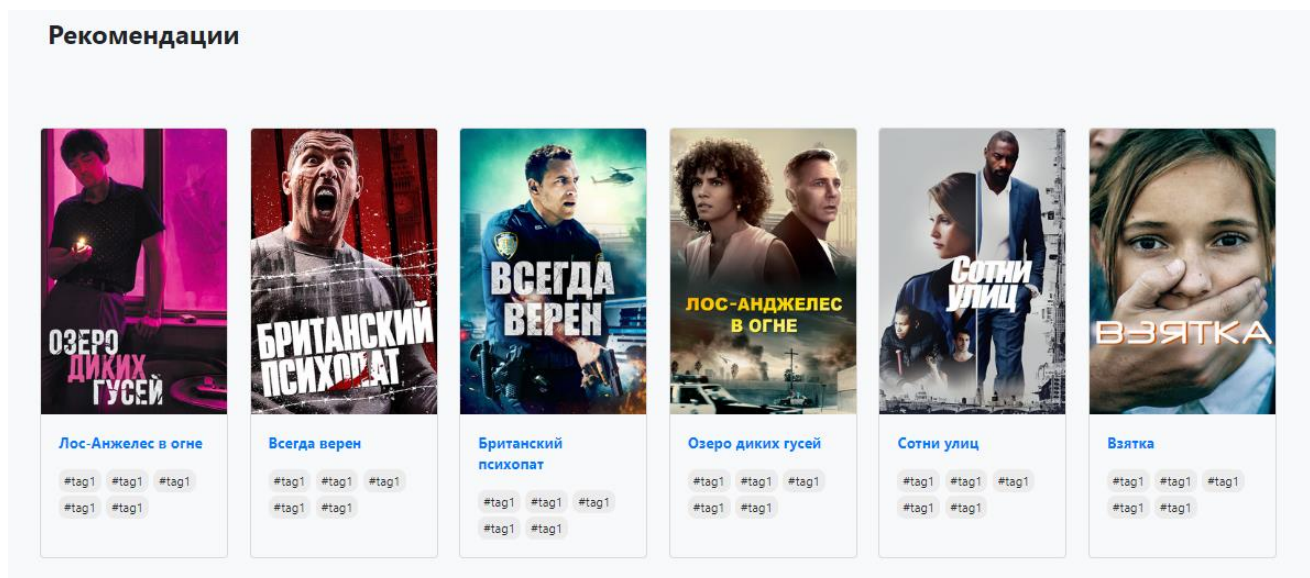 Рекомендации
ОЗЕРО
ДИКИХ
ГУСЕЙ
БРИТАНСКИЙ
ПСИХОПАТ
ВСЕГДА
ВЕРЕН
ЛОС-АНДЖЕЛЕС
В ОГНЕ
Сотни
улиц
ВЗЯТКА
Лос-Анжелес в огне
#tag1 #tag1 #tag1
#tag1 #tag1
Всегда верен
#tag1 #tag1 #tag1
#tag1 #tag1
Британский
психопат
#tag1 #tag1 #tag1
#tag1 #tag1
Озеро диких гусей
#tag1 #tag1 #tag1
#tag1 #tag1
Сотни улиц
#tag1 #tag1 #tag1
#tag1 #tag1
Взятка
#tag1 #tag1 #tag1
#tag1 #tag1